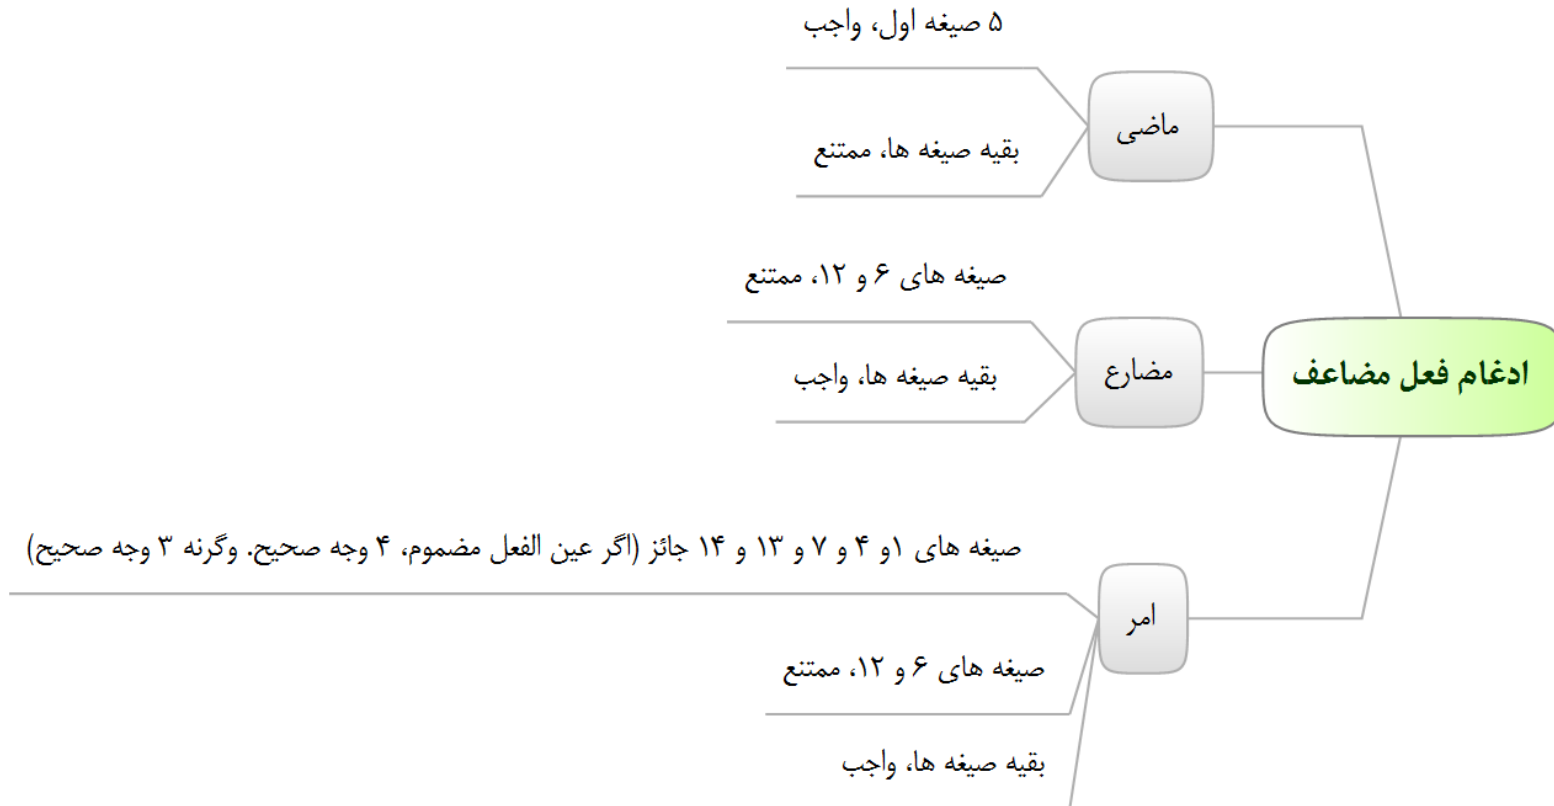 ادغام فعل مضاعف
ماضی
۵ صیغه اول، واجب
بقیه صیغه ها، ممتنع
مضارع
صیغه های ۶ و ۱۲، ممتنع
بقیه صیغه ها، واجب
امر
صیغه های ۱و ۴ و ۷ و ۱۳ و ۱۴ جائز (اگر عین الفعل مضموم، ۴ وجه صحیح. وگرنه ۳ وجه صحیح)
صیغه های ۶ و ۱۲، ممتنع
بقیه صیغه ها، واجب